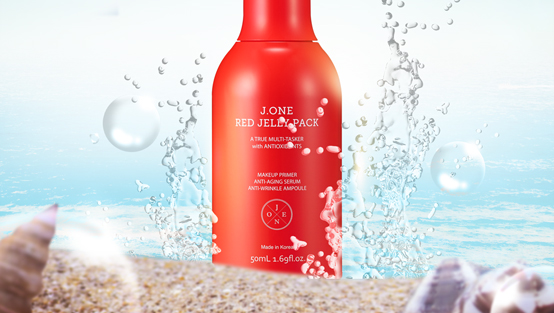 J.ONE
RED JELLY PACK
A TRUE MULTI-TASKER
with ANTIOXIDANTS
MAKEUP PRIMER
ANTI-AGING SERUM
ANTI-WRINKLE AMPOULE
J
O E
N
Made in Korea
50mL 1.69fl.oz.